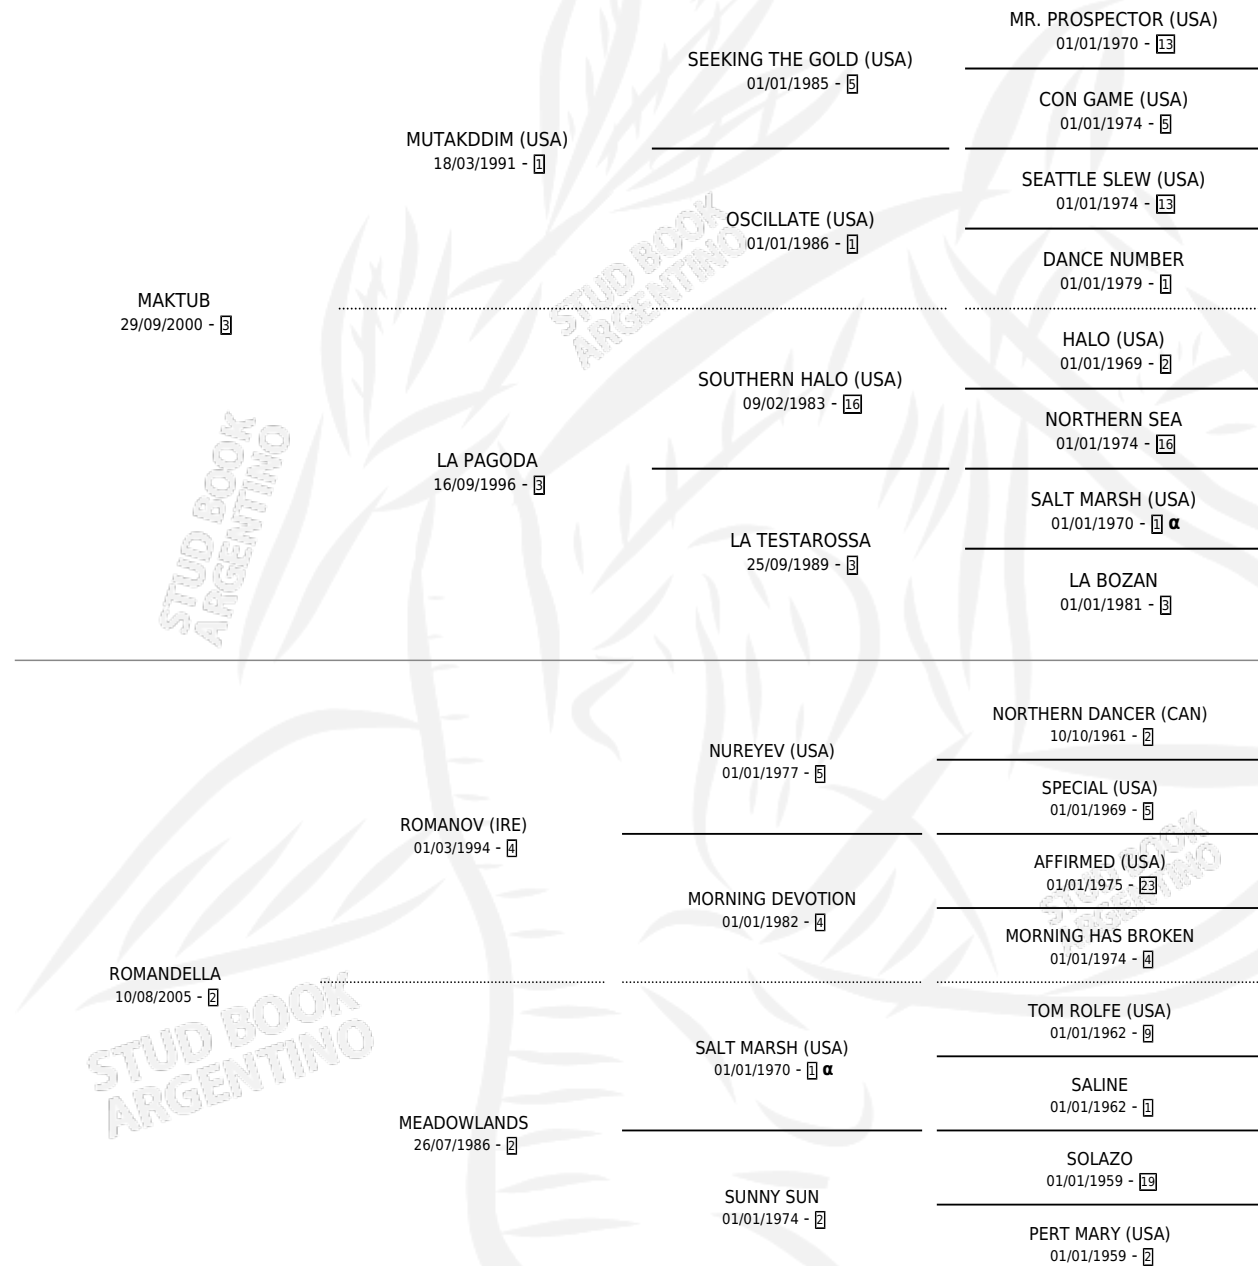 MR. PROSPECTOR (USA)
01/01/1970 - 13
SEEKING THE GOLD (USA)
01/01/1985 - 5
CON GAME (USA)
01/01/1974 - 5
MUTAKDDIM (USA)
18/03/1991 - 1
SEATTLE SLEW (USA)
01/01/1974 - 13
OSCILLATE (USA)
01/01/1986 - 1
DANCE NUMBER
01/01/1979 - 1
MAKTUB
29/09/2000 - 3
HALO (USA)
01/01/1969 - 2
SOUTHERN HALO (USA)
09/02/1983 - 16
NORTHERN SEA
01/01/1974 - 16
LA PAGODA
16/09/1996 - 3
SALT MARSH (USA)
01/01/1970 - 1 α
LA TESTAROSSA
25/09/1989 - 3
LA BOZAN
01/01/1981 - 3
NORTHERN DANCER (CAN)
10/10/1961 - 2
NUREYEV (USA)
01/01/1977 - 5
SPECIAL (USA)
01/01/1969 - 5
ROMANOV (IRE)
01/03/1994 - 4
AFFIRMED (USA)
01/01/1975 - 23
MORNING DEVOTION
01/01/1982 - 4
MORNING HAS BROKEN
01/01/1974 - 4
ROMANDELLA
10/08/2005 - 2
TOM ROLFE (USA)
01/01/1962 - 9
SALT MARSH (USA)
01/01/1970 - 1 α
SALINE
01/01/1962 - 1
MEADOWLANDS
26/07/1986 - 2
SOLAZO
01/01/1959 - 19
SUNNY SUN
01/01/1974 - 2
PERT MARY (USA)
01/01/1959 - 2
STUD BOOK
ARGENTINO
STUD BOOK
ARGENTINO
STUD BOOK
ARGENTINO
STUD BOOK
ARGENTINO